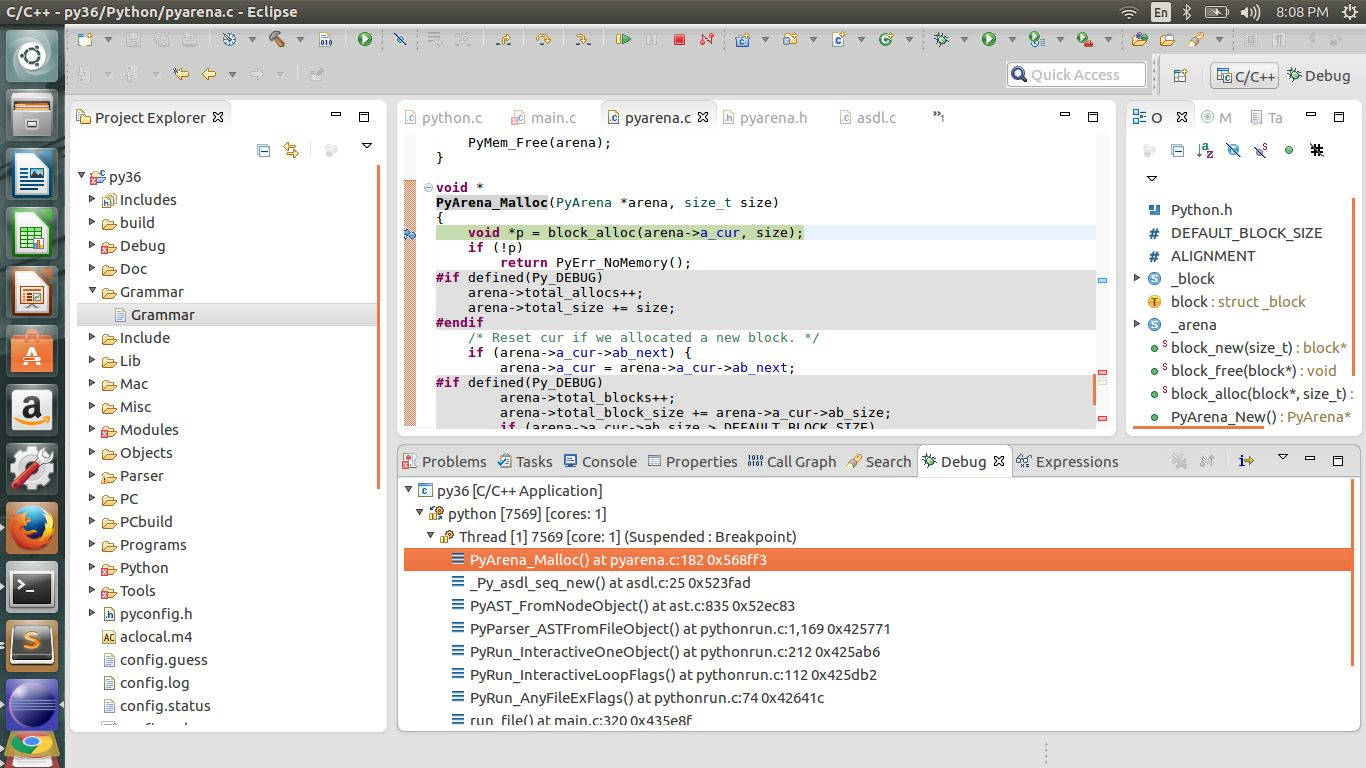 C/C++ - py36/Python/pyarena.c - Eclipse
En
8:08 PM
010
Quick Access
C/C++
Debug
Project Explorer
py36
Includes
build
Debug
Doc
Grammar
Grammar
Include
Lib
Mac
Misc
Modules
Objects
Parser
PC
PCbuild
Programs
Python
Tools
pyconfig.h
aclocal.m4
config.guess
config.log
config.status
python.c
main.c
pyarena.c
pyarena.h
asdl.c
»1
PyMem_Free(arena);
}
void *
PyArena_Malloc(PyArena *arena, size_t size)
{
void *p = block_alloc(arena->a_cur, size);
if (!p)
return PyErr_NoMemory();
#if defined(Py_DEBUG)
arena->total_allocs++;
arena->total_size += size;
#endif
/* Reset cur if we allocated a new block. */
if (arena->a_cur->ab_next) {
arena->a_cur = arena->a_cur->ab_next;
#if defined(Py_DEBUG)
arena->total_blocks++;
arena->total_block_size += arena->a_cur->ab_size;
if (arena->a_cur->ab_size > DEFAULT_BLOCK_SIZE)
O
M
Ta
Python.h
DEFAULT_BLOCK_SIZE
ALIGNMENT
_block
block : struct _block
_arena
block_new(size_t) : block*
block_free(block*) : void
block_alloc(block*, size_t) :
PyArena_New() : PyArena*
Problems
Tasks
Console
Properties
Call Graph
Search
Debug
Expressions
py36 [C/C++ Application]
python [7569] [cores: 1]
Thread [1] 7569 [core: 1] (Suspended : Breakpoint)
PyArena_Malloc() at pyarena.c:182 0x568ff3
_Py_asdl_seq_new() at asdl.c:25 0x523fad
PyAST_FromNodeObject() at ast.c:835 0x52ec83
PyParser_ASTFromFileObject() at pythonrun.c:1,169 0x425771
PyRun_InteractiveOneObject() at pythonrun.c:212 0x425ab6
PyRun_InteractiveLoopFlags() at pythonrun.c:112 0x425db2
PyRun_AnyFileExFlags() at pythonrun.c:74 0x42641c
run_file() at main.c:320 0x435e8f